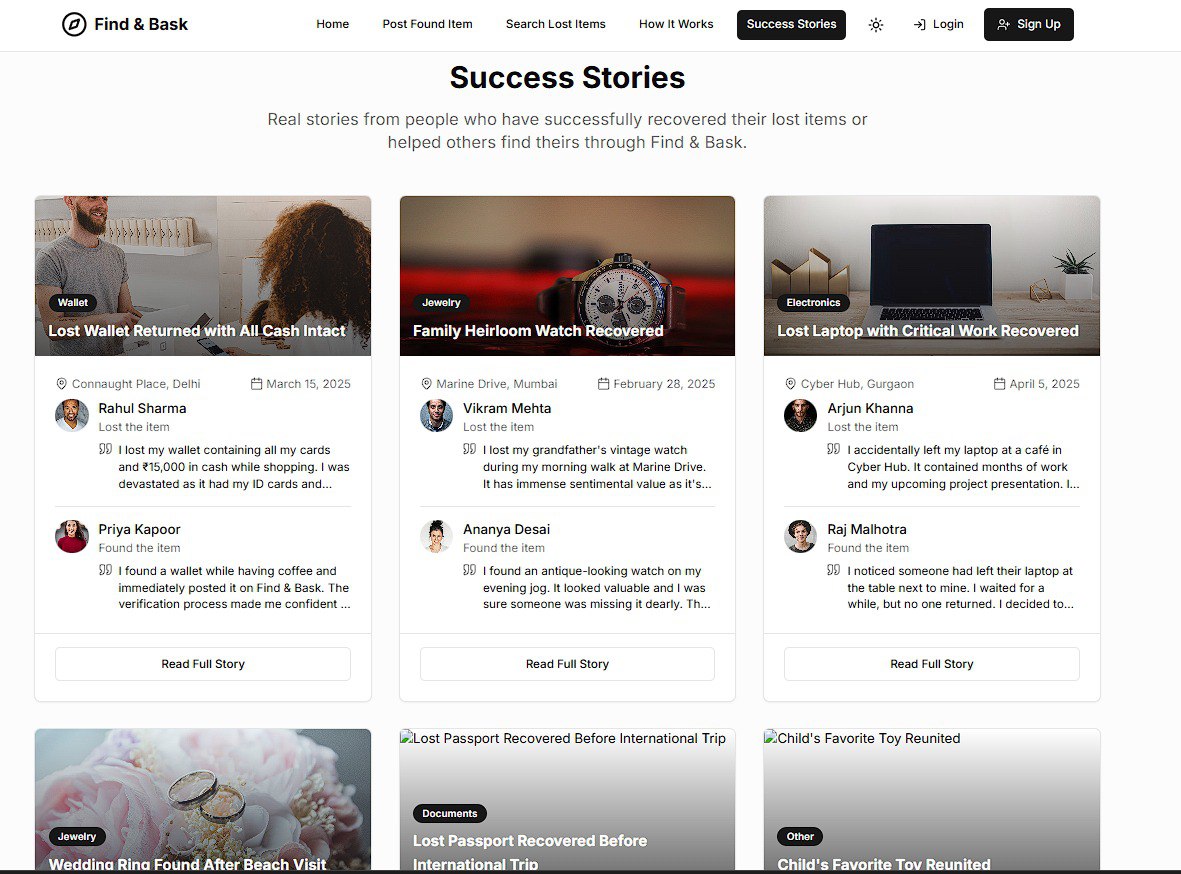 Find & Bask
Home
Post Found Item
Search Lost Items
How It Works
Success Stories
Login
Sign Up
Success Stories
Real stories from people who have successfully recovered their lost items or
helped others find theirs through Find & Bask.
Wallet
Lost Wallet Returned with All Cash Intact
Connaught Place, Delhi
March 15, 2025
Rahul Sharma
Lost the item
I lost my wallet containing all my cards
and ₹15,000 in cash while shopping. I was
devastated as it had my ID cards and...
Priya Kapoor
Found the item
I found a wallet while having coffee and
immediately posted it on Find & Bask. The
verification process made me confident ...
Read Full Story
Jewelry
Family Heirloom Watch Recovered
Marine Drive, Mumbai
February 28, 2025
Vikram Mehta
Lost the item
I lost my grandfather's vintage watch
during my morning walk at Marine Drive.
It has immense sentimental value as it's...
Ananya Desai
Found the item
I found an antique-looking watch on my
evening jog. It looked valuable and I was
sure someone was missing it dearly. Th...
Read Full Story
Electronics
Lost Laptop with Critical Work Recovered
Cyber Hub, Gurgaon
April 5, 2025
Arjun Khanna
Lost the item
I accidentally left my laptop at a café in
Cyber Hub. It contained months of work
and my upcoming project presentation. I...
Raj Malhotra
Found the item
I noticed someone had left their laptop at
the table next to mine. I waited for a
while, but no one returned. I decided to...
Read Full Story
Jewelry
Wedding Ring Found After Beach Visit
Lost Passport Recovered Before International Trip
Documents
Lost Passport Recovered Before
International Trip
Child's Favorite Toy Reunited
Other
Child's Favorite Toy Reunited